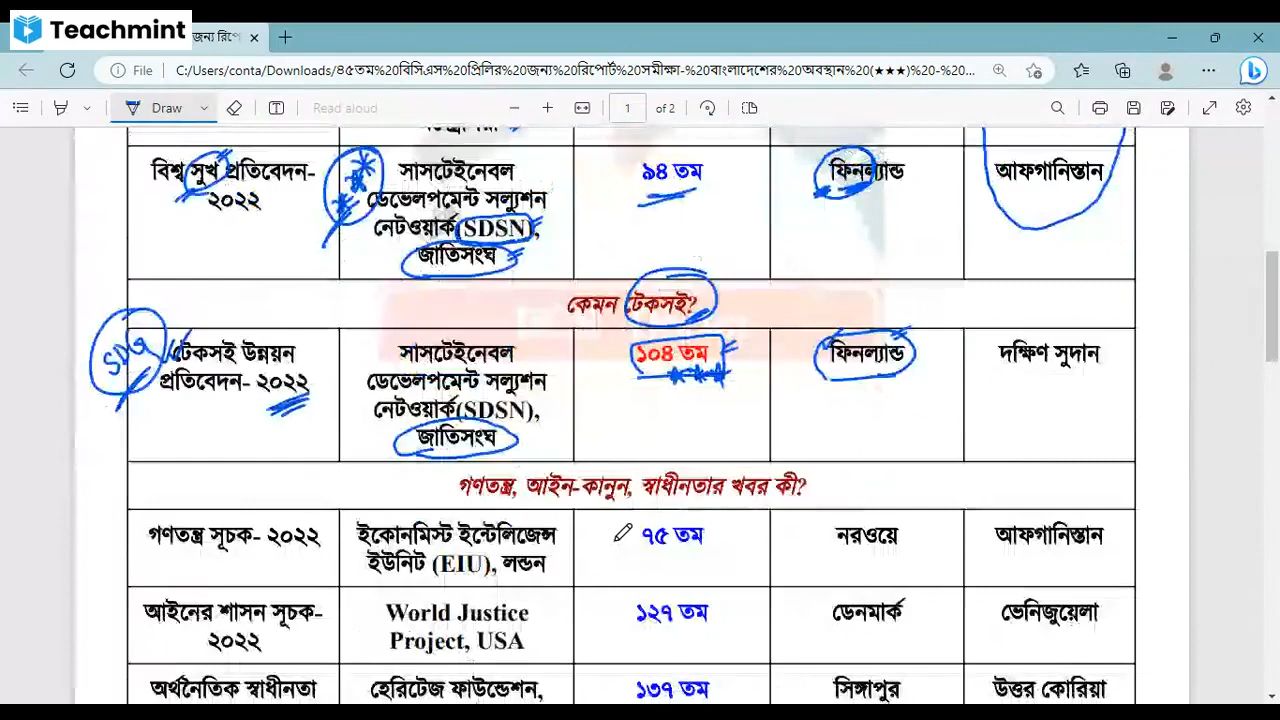 Teachmint
জন্য রিপো
File
C:/Users/conta/Downloads/৪৫তম%20বিসিএস%20প্রিলির%20জন্য%20রিপোর্ট%20সমীক্ষা-%20বাংলাদেশের%20অবস্থান%20(★★★)%20-%20...
Draw
Read aloud
1 of 2
বিশ্ব সুখ প্রতিবেদন-
২০২২
সাসটেইনেবল
ডেভেলপমেন্ট সল্যুশন
নেটওয়ার্ক(SDSN),
জাতিসংঘ
৯৪ তম
ফিনল্যান্ড
আফগানিস্তান
কেমন টেকসই?
SDG
টেকসই উন্নয়ন
প্রতিবেদন- ২০২২
সাসটেইনেবল
ডেভেলপমেন্ট সল্যুশন
নেটওয়ার্ক(SDSN),
জাতিসংঘ
১০৪ তম
ফিনল্যান্ড
দক্ষিণ সুদান
গণতন্ত্র, আইন-কানুন, স্বাধীনতার খবর কী?
গণতন্ত্র সূচক- ২০২২
ইকোনমিস্ট ইন্টেলিজেন্স
ইউনিট (EIU), লন্ডন
৭৫ তম
নরওয়ে
আফগানিস্তান
আইনের শাসন সূচক-
২০২২
World Justice
Project, USA
১২৭ তম
ডেনমার্ক
ভেনিজুয়েলা
অর্থনৈতিক স্বাধীনতা
হেরিটেজ ফাউন্ডেশন,
১৩৭ তম
সিঙ্গাপুর
উত্তর কোরিয়া